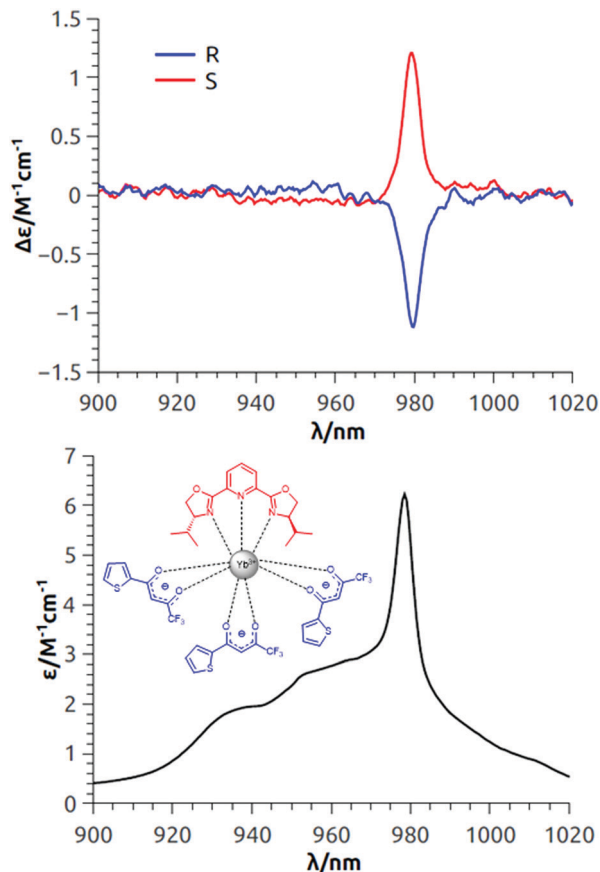 1.5
R
S
1
0.5
0
−0.5
−1
−1.5
Δε/M⁻¹cm⁻¹
900 920 940 960 980 1000 1020
λ/nm
7
6
5
4
3
2
1
0
ε/M⁻¹cm⁻¹
O N N N O
Yb³⁺
O O ⊖ S CF₃
O O ⊖ S CF₃
O O ⊖ S CF₃
900 920 940 960 980 1000 1020
λ/nm